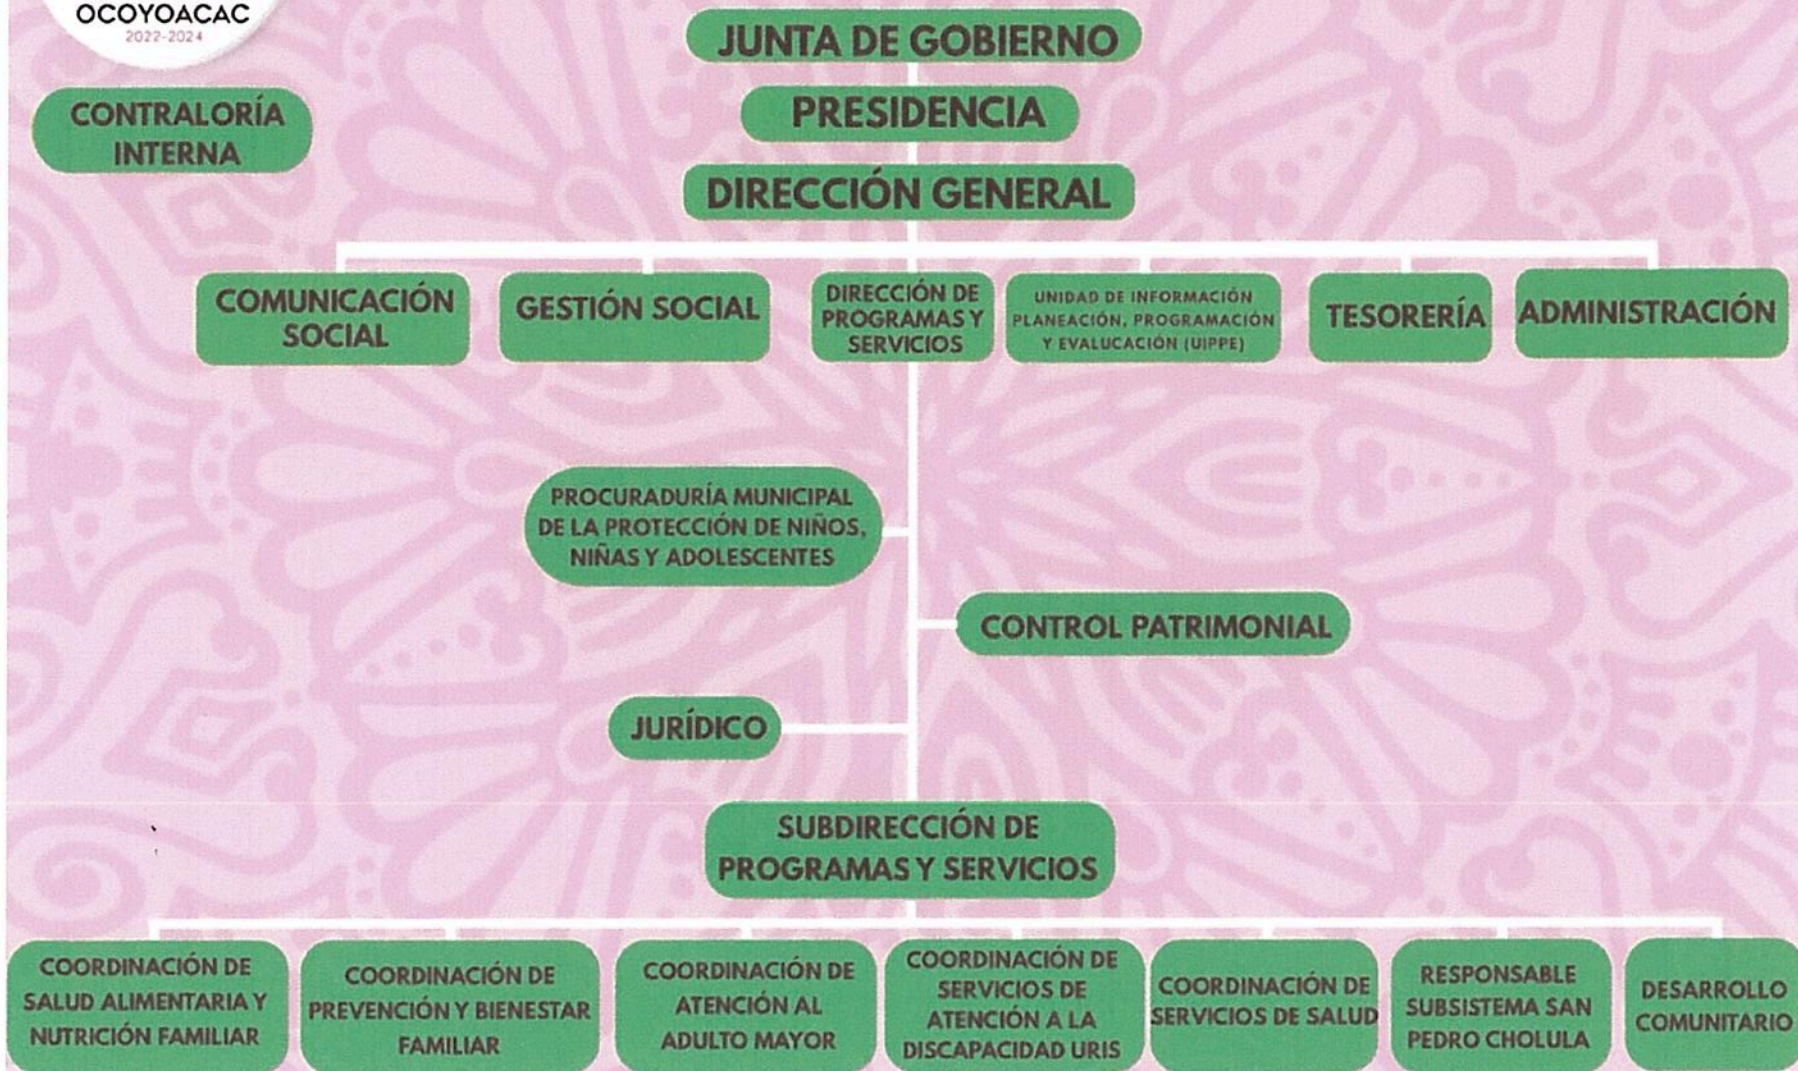 OCOYOACAC
2022-2024
JUNTA DE GOBIERNO
CONTRALORÍA
INTERNA
PRESIDENCIA
DIRECCIÓN GENERAL
COMUNICACIÓN
SOCIAL
GESTIÓN SOCIAL
DIRECCIÓN DE
PROGRAMAS Y
SERVICIOS
UNIDAD DE INFORMACIÓN
PLANEACIÓN, PROGRAMACIÓN
Y EVALUCACIÓN (UIPPE)
TESORERÍA
ADMINISTRACIÓN
PROCURADURÍA MUNICIPAL
DE LA PROTECCIÓN DE NIÑOS,
NIÑAS Y ADOLESCENTES
CONTROL PATRIMONIAL
JURÍDICO
SUBDIRECCIÓN DE
PROGRAMAS Y SERVICIOS
COORDINACIÓN DE
SALUD ALIMENTARIA Y
NUTRICIÓN FAMILIAR
COORDINACIÓN DE
PREVENCIÓN Y BIENESTAR
FAMILIAR
COORDINACIÓN DE
ATENCIÓN AL
ADULTO MAYOR
COORDINACIÓN DE
SERVICIOS DE
ATENCIÓN A LA
DISCAPACIDAD URIS
COORDINACIÓN DE
SERVICIOS DE SALUD
RESPONSABLE
SUBSISTEMA SAN
PEDRO CHOLULA
DESARROLLO
COMUNITARIO